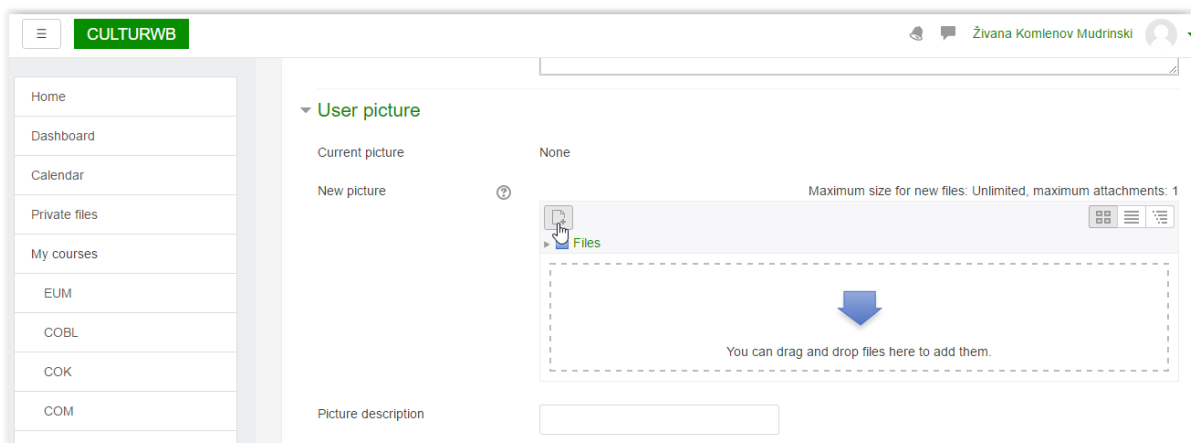 CULTURWB
Živana Komlenov Mudrinski
Home
Dashboard
Calendar
Private files
My courses
EUM
COBL
COK
COM
User picture
Current picture None
New picture Maximum size for new files: Unlimited, maximum attachments: 1
Files
You can drag and drop files here to add them.
Picture description